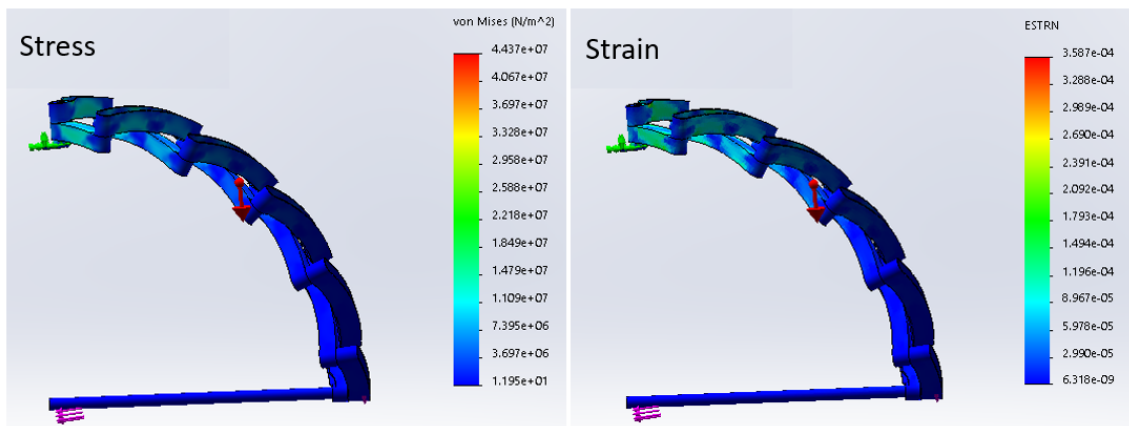 Stress
von Mises (N/m^2)
4.437e+07
4.067e+07
3.697e+07
3.328e+07
2.958e+07
2.588e+07
2.218e+07
1.849e+07
1.479e+07
1.109e+07
7.395e+06
3.697e+06
1.195e+01
Strain
ESTRN
3.587e-04
3.288e-04
2.989e-04
2.690e-04
2.391e-04
2.092e-04
1.793e-04
1.494e-04
1.196e-04
8.967e-05
5.978e-05
2.990e-05
6.318e-09